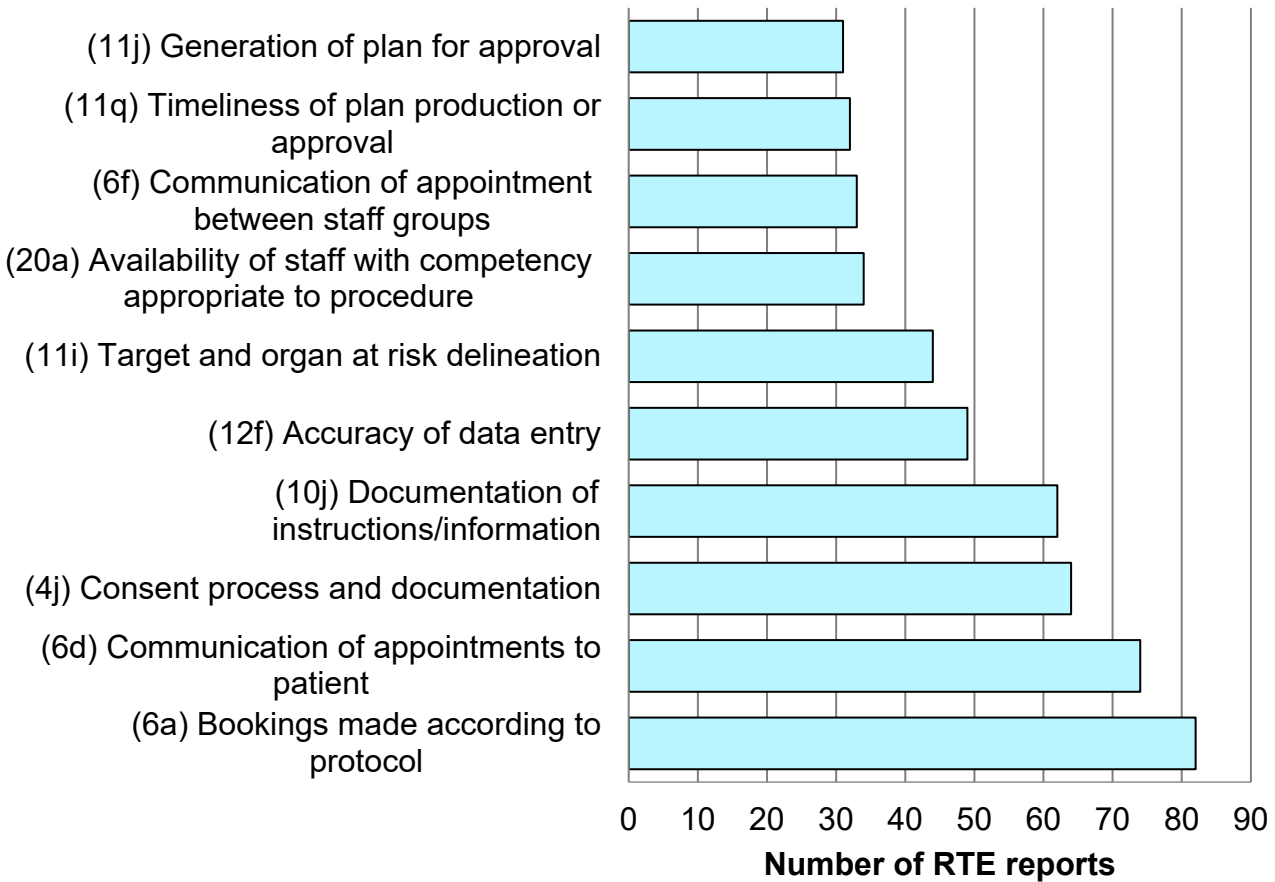 (11j) Generation of plan for approval
(11q) Timeliness of plan production or
approval
(6f) Communication of appointment
between staff groups
(20a) Availability of staff with competency
appropriate to procedure
(11i) Target and organ at risk delineation
(12f) Accuracy of data entry
(10j) Documentation of
instructions/information
(4j) Consent process and documentation
(6d) Communication of appointments to
patient
(6a) Bookings made according to
protocol
0 10 20 30 40 50 60 70 80 90
Number of RTE reports